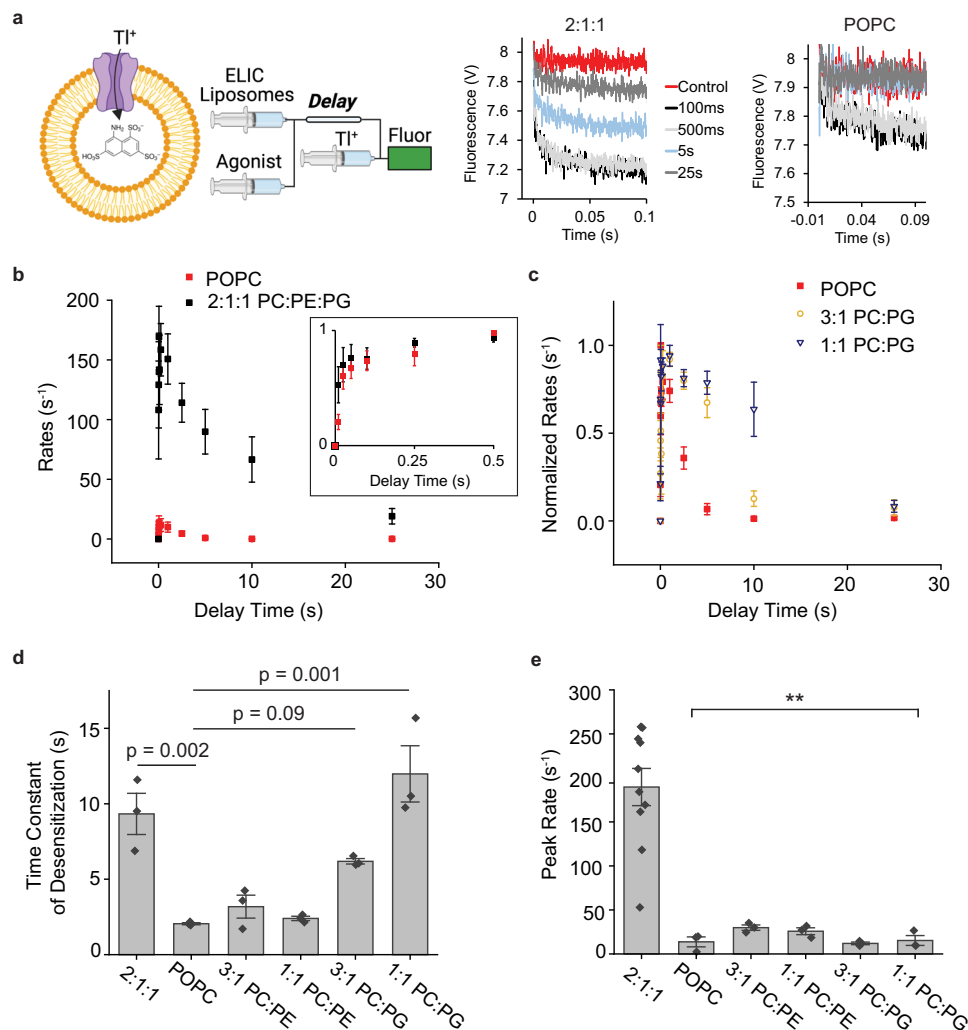 a
Tl⁺
NH₂
SO₃⁻
HO₃S
SO₃⁻
SO₃⁻
ELIC
Liposomes
Delay
Tl⁺
Fluor
Agonist
2:1:1
Fluorescence (V)
8
7.8
7.6
7.4
7.2
7
0
0.05
0.1
Time (s)
Control
100ms
500ms
5s
25s
POPC
Fluorescence (V)
8
7.9
7.8
7.7
7.6
7.5
-0.01
0.04
0.09
Time (s)
b
POPC
2:1:1 PC:PE:PG
Rates (s⁻¹)
200
150
100
50
0
0
10
20
30
Delay Time (s)
1
0
0
0.25
0.5
Delay Time (s)
c
POPC
3:1 PC:PG
1:1 PC:PG
Normalized Rates (s⁻¹)
1.0
0.5
0.0
0
10
20
30
Delay Time (s)
d
p = 0.001
p = 0.09
p = 0.002
Time Constant
of Desensitization (s)
15
10
5
0
2:1:1
POPC
3:1 PC:PE
1:1 PC:PE
3:1 PC:PG
1:1 PC:PG
e
**
Peak Rate (s⁻¹)
300
250
200
150
100
50
0
2:1:1
POPC
3:1 PC:PE
1:1 PC:PE
3:1 PC:PG
1:1 PC:PG